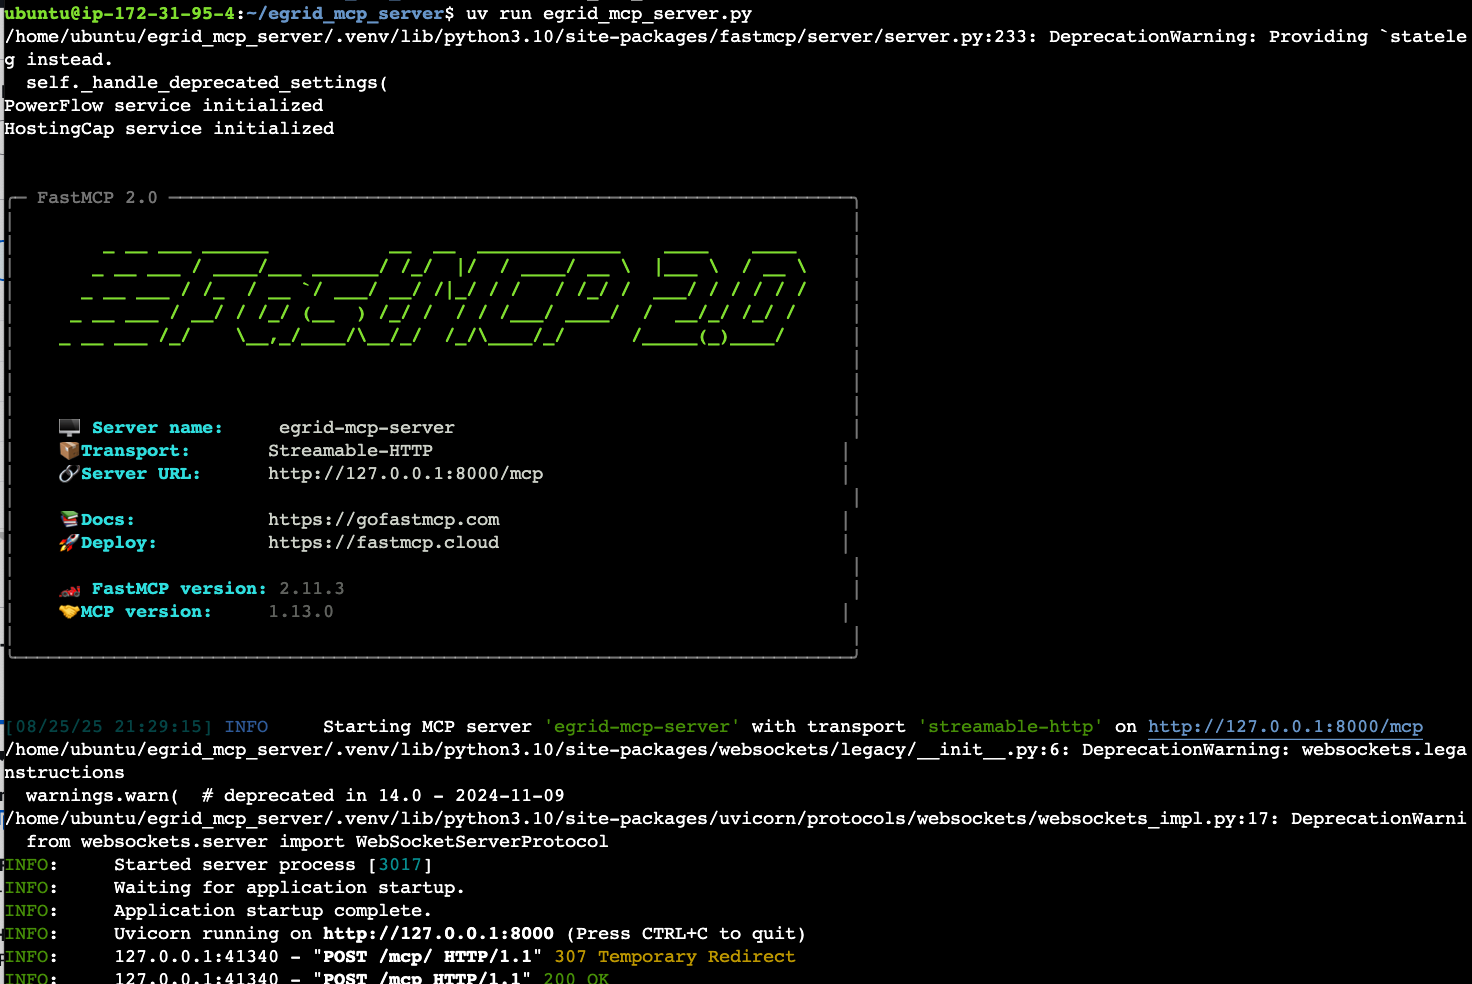 ubuntu@ip-172-31-95-4:~/egrid_mcp_server$ uv run egrid_mcp_server.py
/home/ubuntu/egrid_mcp_server/.venv/lib/python3.10/site-packages/fastmcp/server/server.py:233: DeprecationWarning: Providing `statele
g instead.
self._handle_deprecated_settings(
PowerFlow service initialized
HostingCap service initialized
FastMCP 2.0
FastMCP 2.0
Server name: egrid-mcp-server
Transport: Streamable-HTTP
Server URL: http://127.0.0.1:8000/mcp
Docs: https://gofastmcp.com
Deploy: https://fastmcp.cloud
FastMCP version: 2.11.3
MCP version: 1.13.0
[08/25/25 21:29:15] INFO Starting MCP server 'egrid-mcp-server' with transport 'streamable-http' on http://127.0.0.1:8000/mcp
/home/ubuntu/egrid_mcp_server/.venv/lib/python3.10/site-packages/websockets/legacy/__init__.py:6: DeprecationWarning: websockets.lega
nstructions
warnings.warn(  # deprecated in 14.0 - 2024-11-09
/home/ubuntu/egrid_mcp_server/.venv/lib/python3.10/site-packages/uvicorn/protocols/websockets/websockets_impl.py:17: DeprecationWarni
from websockets.server import WebSocketServerProtocol
INFO: Started server process [3017]
INFO: Waiting for application startup.
INFO: Application startup complete.
INFO: Uvicorn running on http://127.0.0.1:8000 (Press CTRL+C to quit)
INFO: 127.0.0.1:41340 - "POST /mcp/ HTTP/1.1" 307 Temporary Redirect
INFO: 127.0.0.1:41340 - "POST /mcp HTTP/1.1" 200 OK